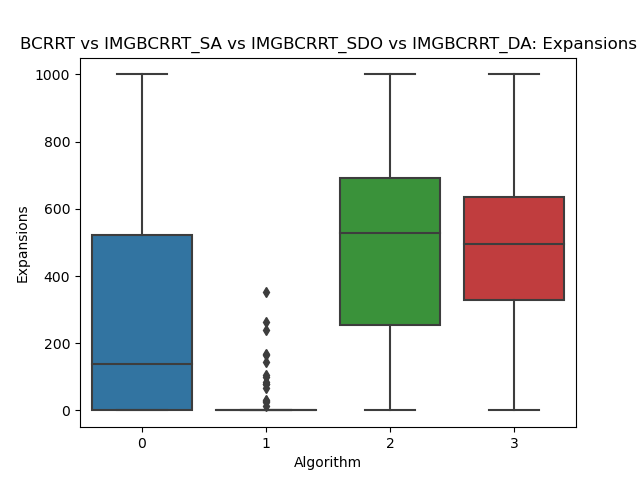 BCRRT vs IMGBCRRT_SA vs IMGBCRRT_SDO vs IMGBCRRT_DA: Expansions
1000
800
600
400
200
0
Expansions
0 1 2 3
Algorithm